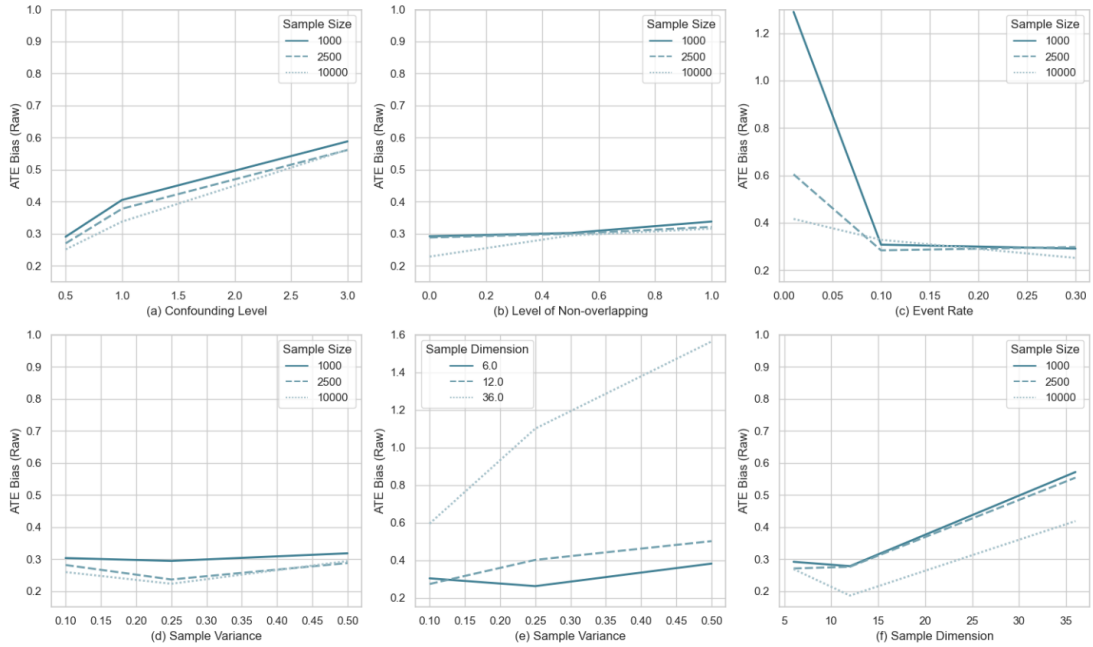 ATE Bias (Raw)
1.0
0.9
0.8
0.7
0.6
0.5
0.4
0.3
0.2
Sample Size
1000
2500
10000
0.5 1.0 1.5 2.0 2.5 3.0
(a) Confounding Level
ATE Bias (Raw)
1.0
0.9
0.8
0.7
0.6
0.5
0.4
0.3
0.2
Sample Size
1000
2500
10000
0.0 0.2 0.4 0.6 0.8 1.0
(b) Level of Non-overlapping
ATE Bias (Raw)
1.2
1.0
0.8
0.6
0.4
0.2
Sample Size
1000
2500
10000
0.00 0.05 0.10 0.15 0.20 0.25 0.30
(c) Event Rate
ATE Bias (Raw)
1.0
0.9
0.8
0.7
0.6
0.5
0.4
0.3
0.2
Sample Size
1000
2500
10000
0.10 0.15 0.20 0.25 0.30 0.35 0.40 0.45 0.50
(d) Sample Variance
ATE Bias (Raw)
1.6
1.4
1.2
1.0
0.8
0.6
0.4
0.2
Sample Dimension
6.0
12.0
36.0
0.10 0.15 0.20 0.25 0.30 0.35 0.40 0.45 0.50
(e) Sample Variance
ATE Bias (Raw)
1.0
0.9
0.8
0.7
0.6
0.5
0.4
0.3
0.2
Sample Size
1000
2500
10000
5 10 15 20 25 30 35
(f) Sample Dimension